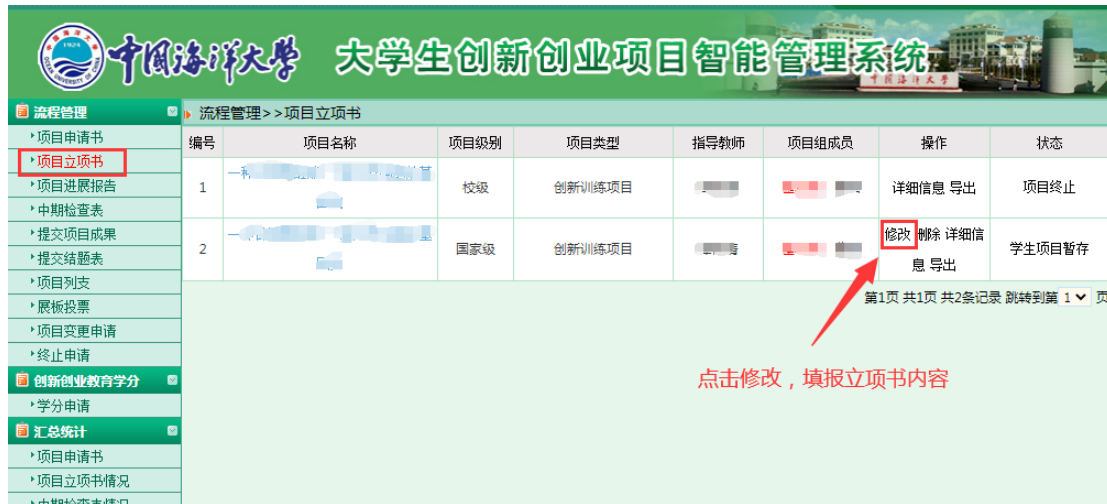 中国海洋大学 大学生创新创业项目智能管理系统
1924
中国海洋大学
流程管理
项目申请书
项目立项书
项目进展报告
中期检查表
提交项目成果
提交结题表
项目列支
展板投票
项目变更申请
终止申请
创新创业教育学分
学分申请
汇总统计
项目申请书
项目立项书情况
流程管理>>项目立项书
编号 项目名称 项目级别 项目类型 指导教师 项目组成员 操作 状态
1 校级 创新训练项目 详细信息 导出 项目终止
2 国家级 创新训练项目 修改 删除 详细信
息 导出 学生项目暂存
第1页 共1页 共2条记录 跳转到第 1 页
点击修改，填报立项书内容